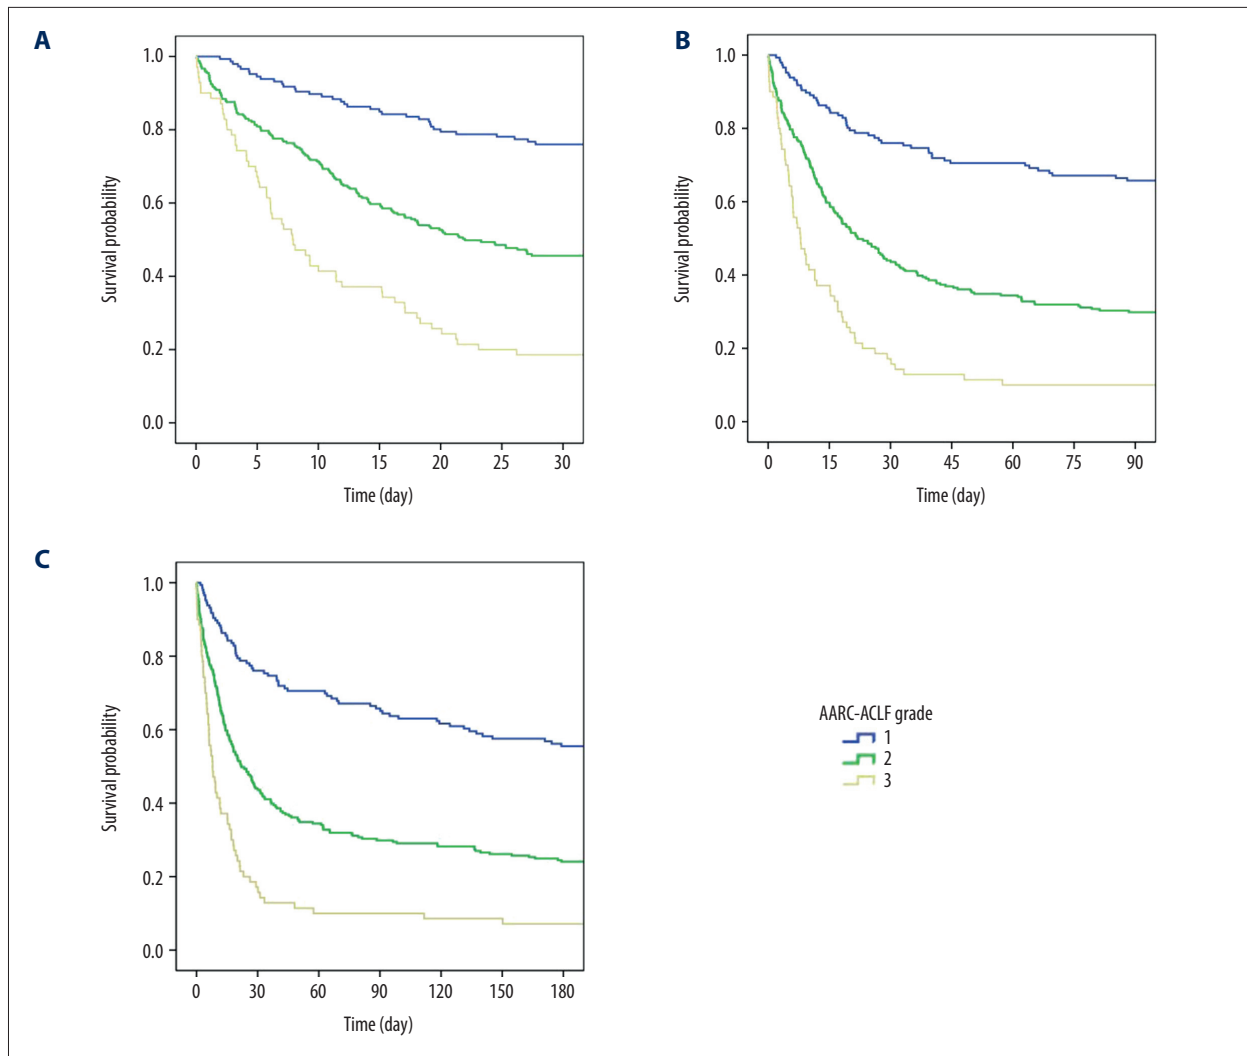 A
1.0
0.8
0.6
0.4
0.2
0.0
Survival probability
0 5 10 15 20 25 30
Time (day)
B
1.0
0.8
0.6
0.4
0.2
0.0
Survival probability
0 15 30 45 60 75 90
Time (day)
C
1.0
0.8
0.6
0.4
0.2
0.0
Survival probability
0 30 60 90 120 150 180
Time (day)
AARC-ACLF grade
1
2
3